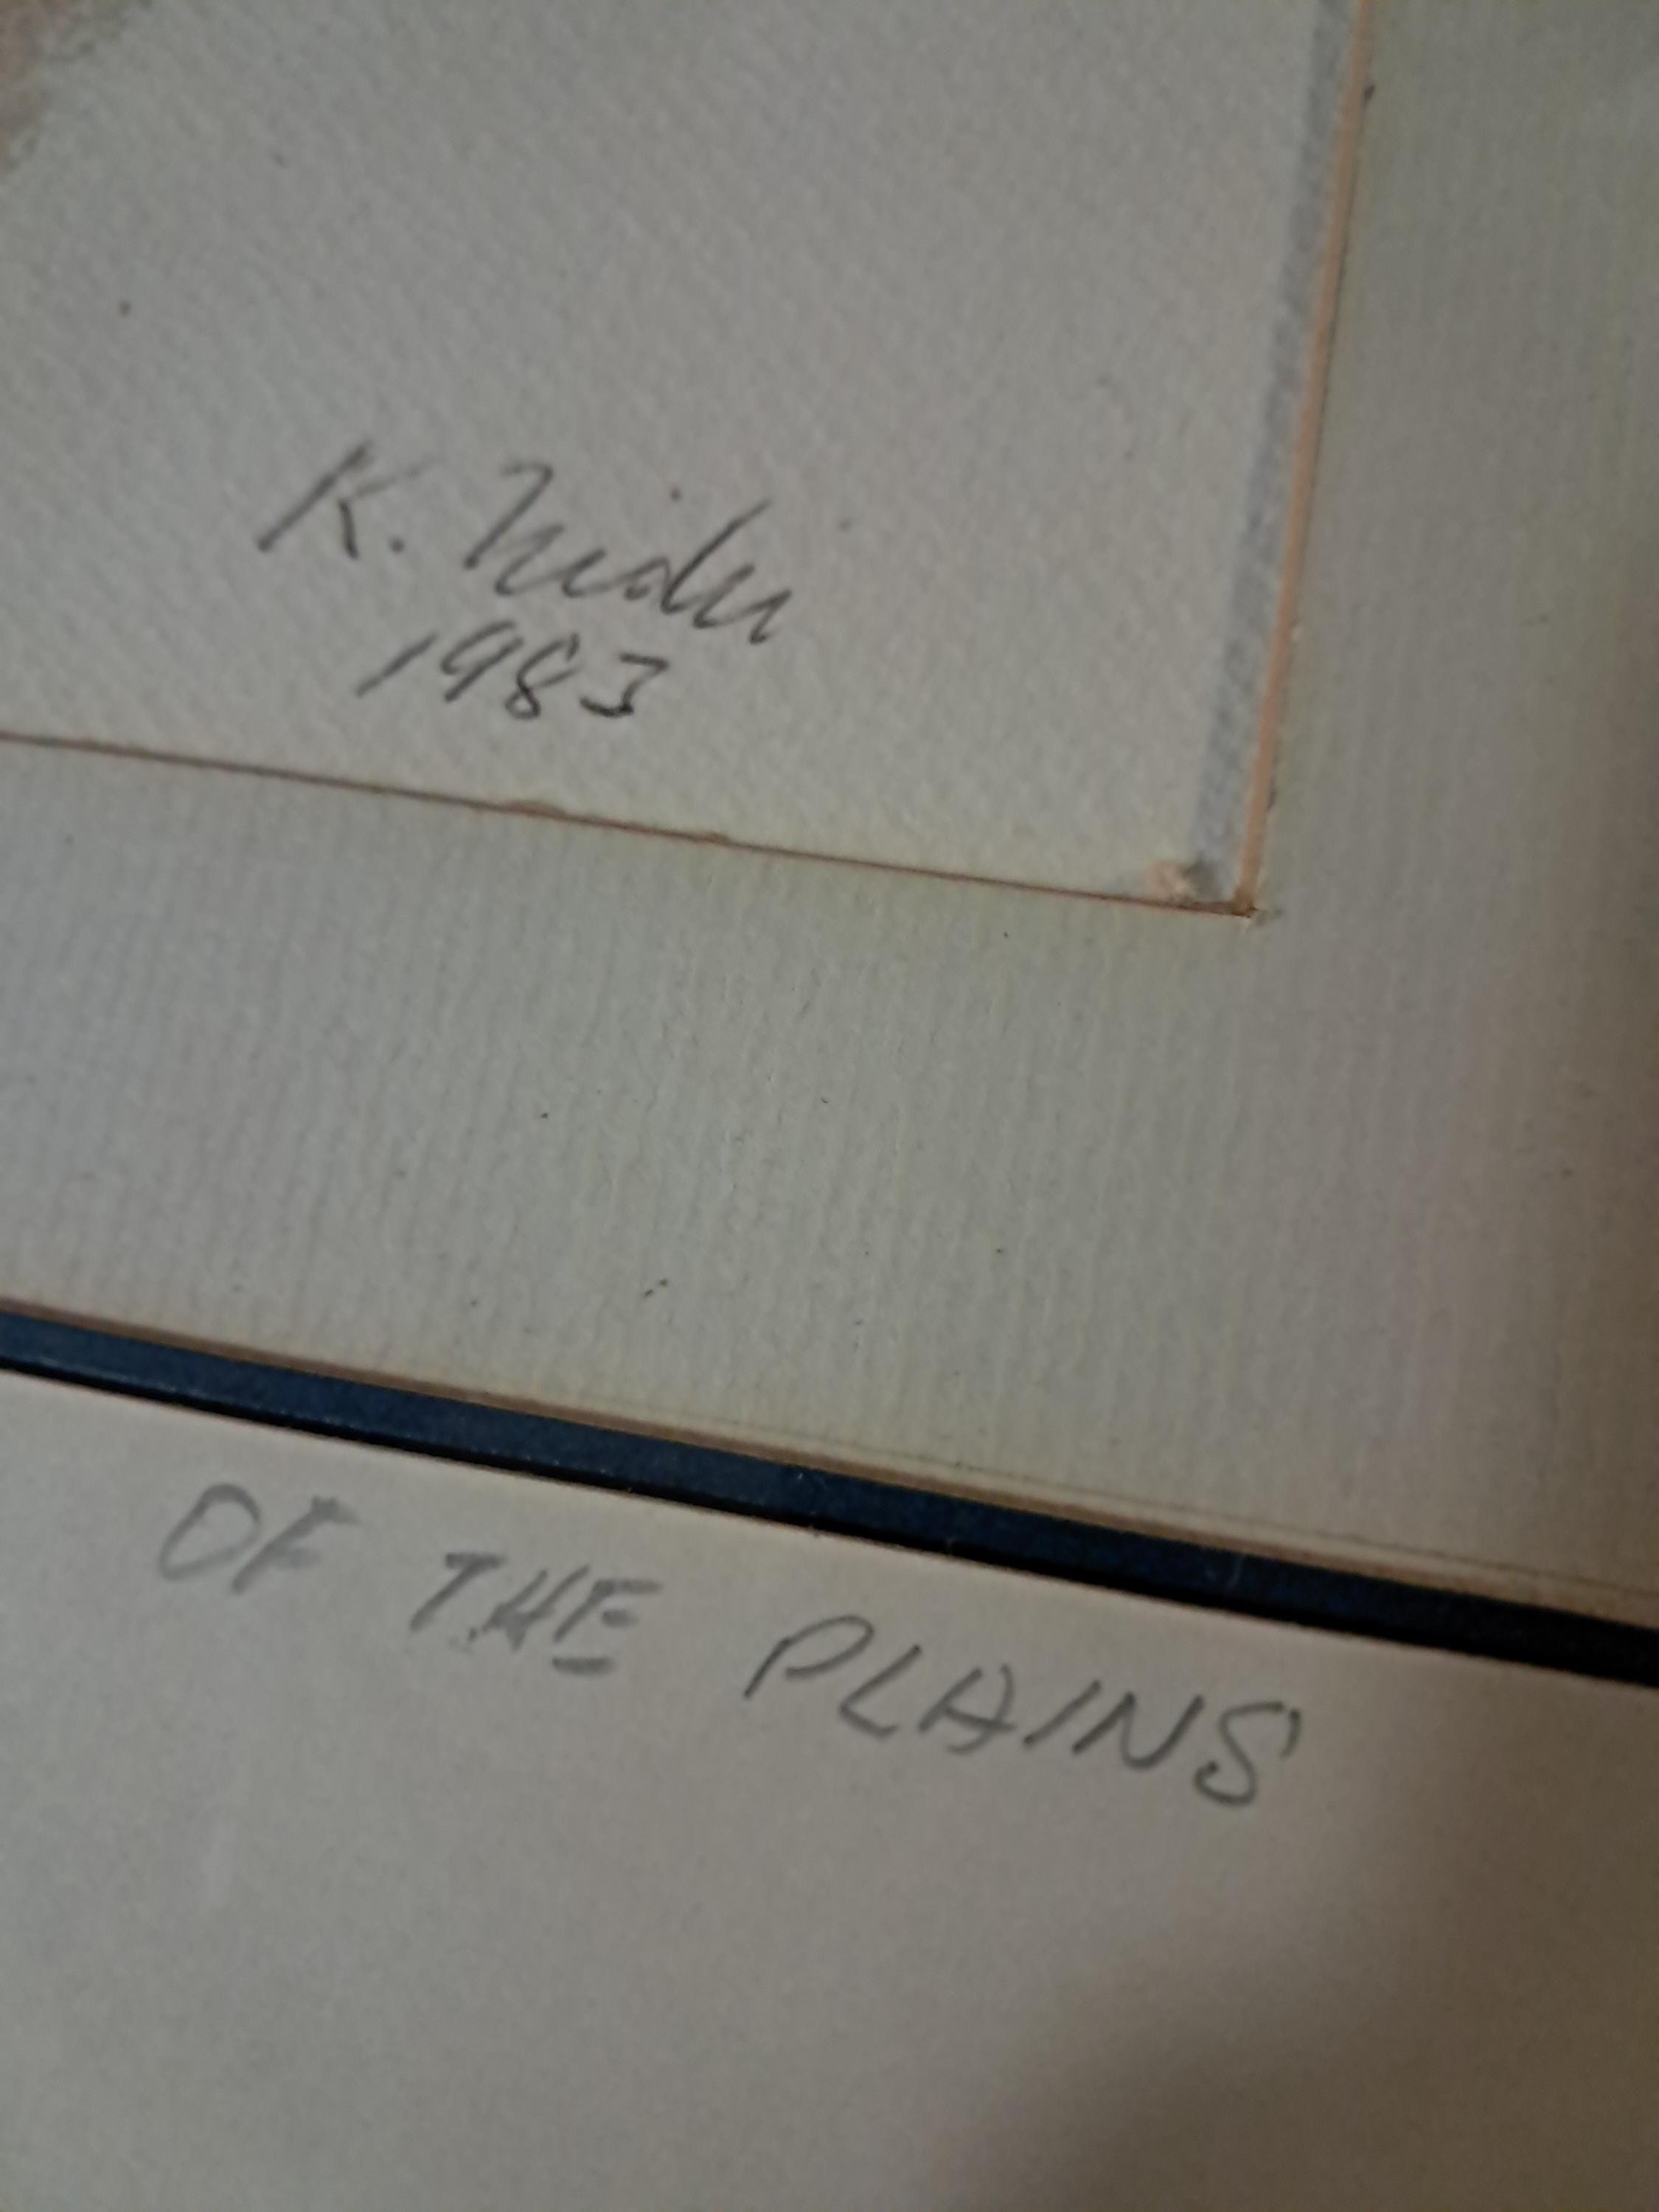 K.
1983
OF THE PLAINS